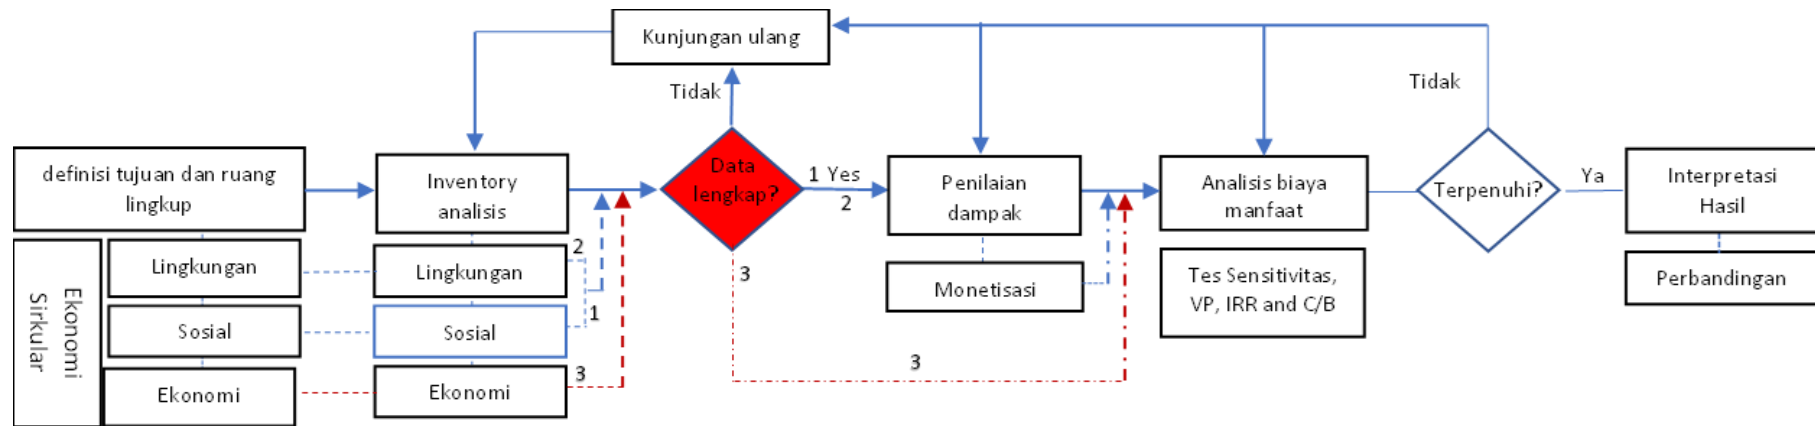 Kunjungan ulang
Tidak
Tidak
definisi tujuan dan ruang
lingkup
Inventory
analisis
Data
lengkap?
1 Yes
2
Penilaian
dampak
Analisis biaya
manfaat
Terpenuhi?
Ya
Interpretasi
Hasil
Ekonomi
Sirkular
Lingkungan
Sosial
Ekonomi
Lingkungan
Sosial
Ekonomi
2
1
3
3
3
Monetisasi
Tes Sensitivitas,
VP, IRR and C/B
Perbandingan